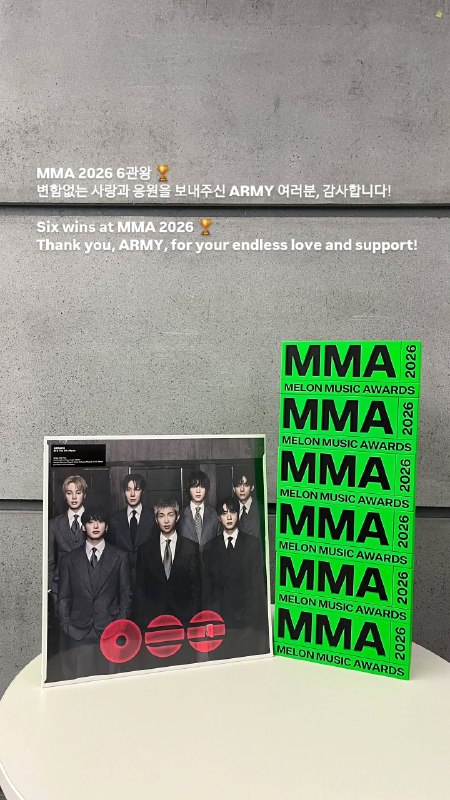 MMA 2026 6관왕 🏆
변함없는 사랑과 응원을 보내주신 ARMY 여러분, 감사합니다!
Six wins at MMA 2026 🏆
Thank you, ARMY, for your endless love and support!
MMA 2026
MELON MUSIC AWARDS
MMA 2026
MELON MUSIC AWARDS
MMA 2026
MELON MUSIC AWARDS
MMA 2026
MELON MUSIC AWARDS
MMA 2026
MELON MUSIC AWARDS
MMA 2026
MELON MUSIC AWARDS